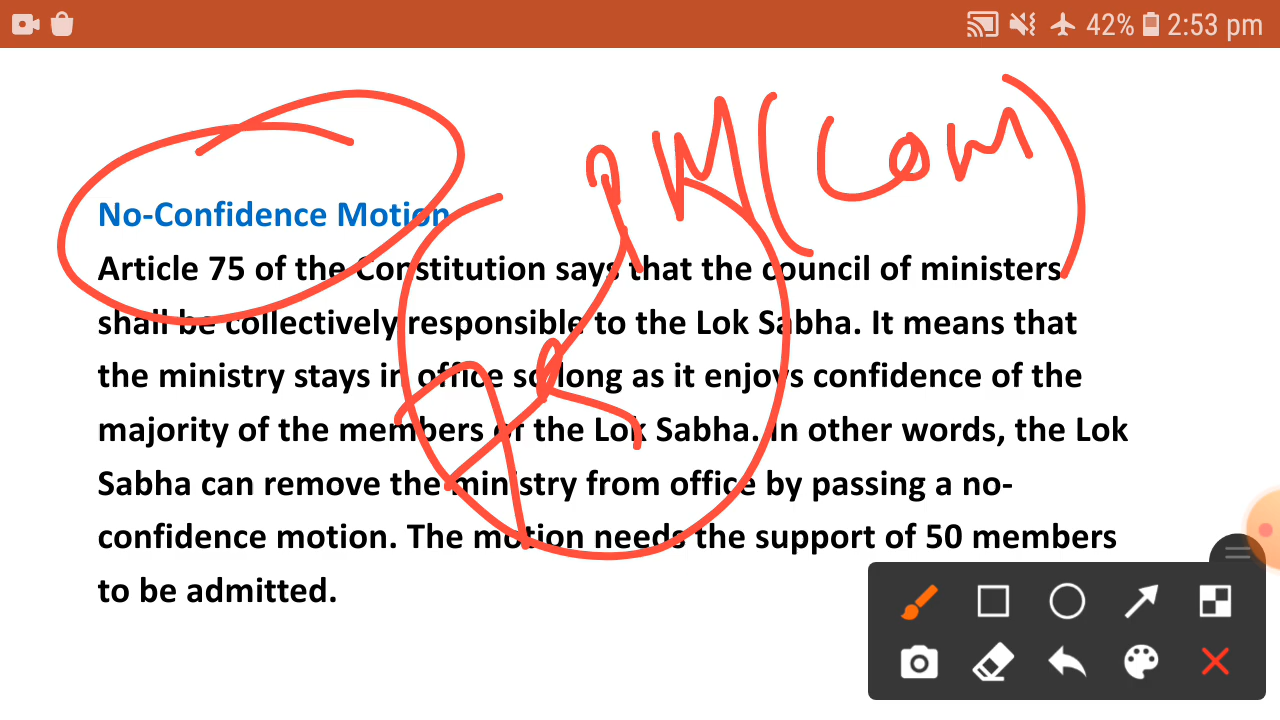 42% 2:53 pm
PM (COM)
No-Confidence Motion
Article 75 of the Constitution says that the council of ministers
shall be collectively responsible to the Lok Sabha. It means that
the ministry stays in office so long as it enjoys confidence of the
majority of the members of the Lok Sabha. In other words, the Lok
Sabha can remove the ministry from office by passing a no-
confidence motion. The motion needs the support of 50 members
to be admitted.